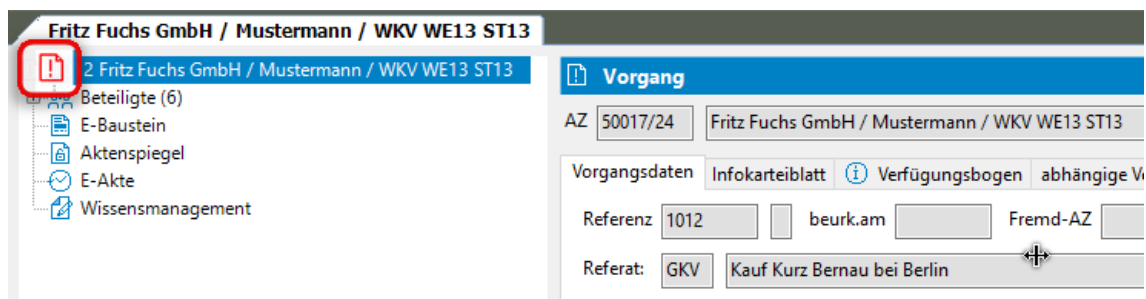 Fritz Fuchs GmbH / Mustermann / WKV WE13 ST13
2 Fritz Fuchs GmbH / Mustermann / WKV WE13 ST13
Beteiligte (6)
E-Baustein
Aktenspiegel
E-Akte
Wissensmanagement
Vorgang
AZ 50017/24 Fritz Fuchs GmbH / Mustermann / WKV WE13 ST13
Vorgangsdaten Infokarteiblatt Verfügungsbogen abhängige
Referenz 1012 beurk.am Fremd-AZ
Referat: GKV Kauf Kurz Bernau bei Berlin